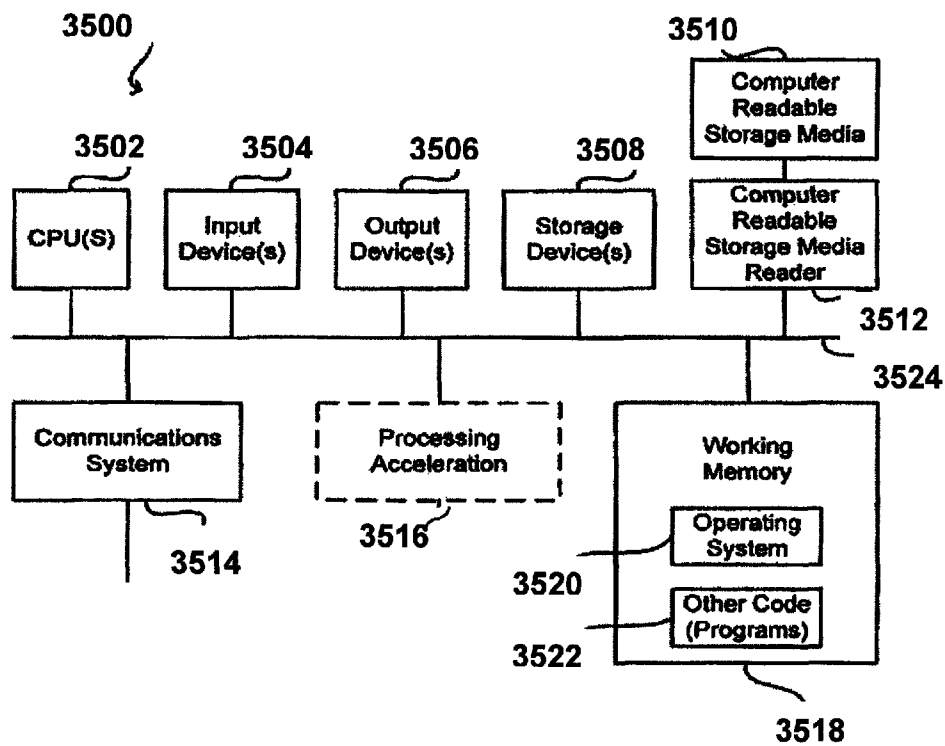 3500
3510
Computer
Readable
Storage Media
3502
3504
3506
3508
CPU(S)
Input
Device(s)
Output
Device(s)
Storage
Device(s)
Computer
Readable
Storage Media
Reader
3512
3524
Communications
System
3514
Processing
Acceleration
3516
Working
Memory
Operating
System
3520
Other Code
(Programs)
3522
3518